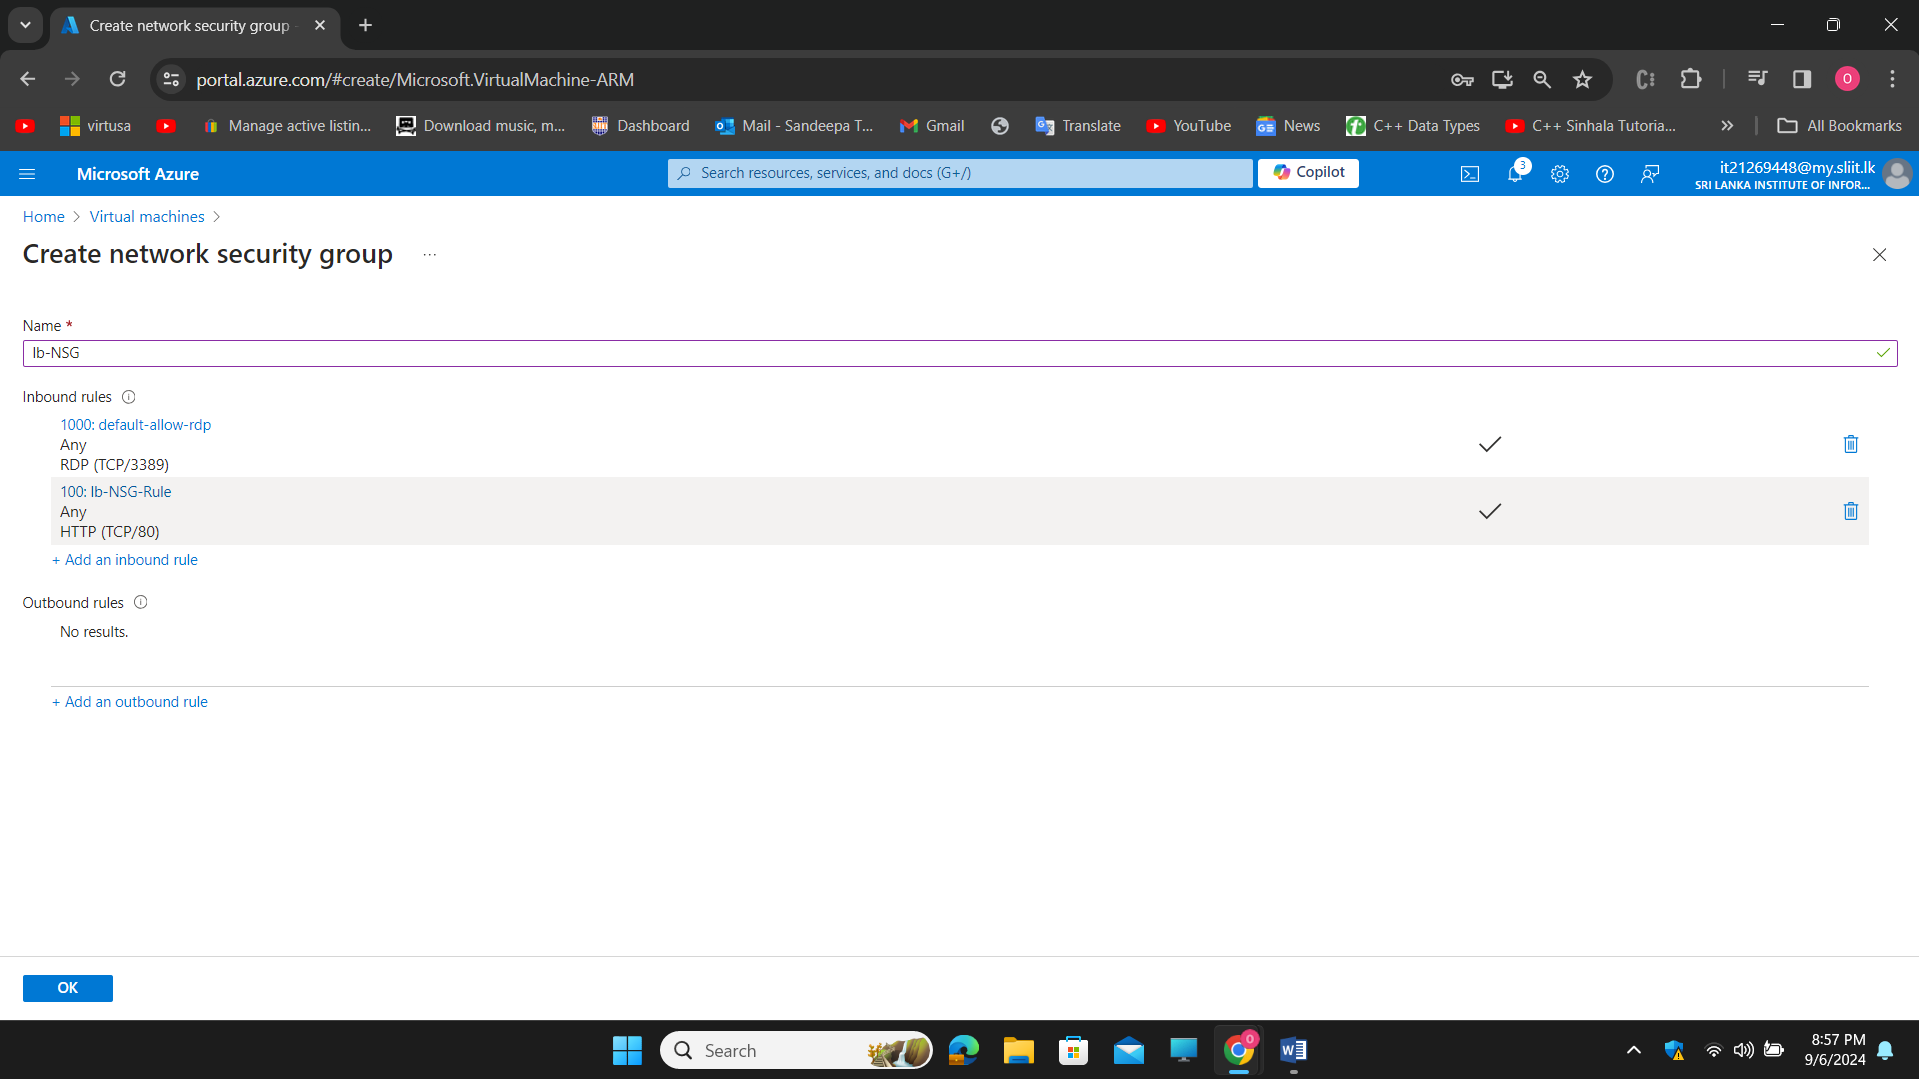 Create network security group -
portal.azure.com/#create/Microsoft.VirtualMachine-ARM
O
virtusa
Manage active listin...
Download music, m...
Dashboard
Mail - Sandeepa T...
Gmail
Translate
YouTube
News
C++ Data Types
C++ Sinhala Tutoria...
All Bookmarks
Microsoft Azure
Search resources, services, and docs (G+/)
Copilot
3
it21269448@my.sliit.lk
SRI LANKA INSTITUTE OF INFOR...
Home > Virtual machines >
Create network security group ...
Name *
lb-NSG
Inbound rules
1000: default-allow-rdp
Any
RDP (TCP/3389)
100: lb-NSG-Rule
Any
HTTP (TCP/80)
+ Add an inbound rule
Outbound rules
No results.
+ Add an outbound rule
OK
Search
8:57 PM
9/6/2024